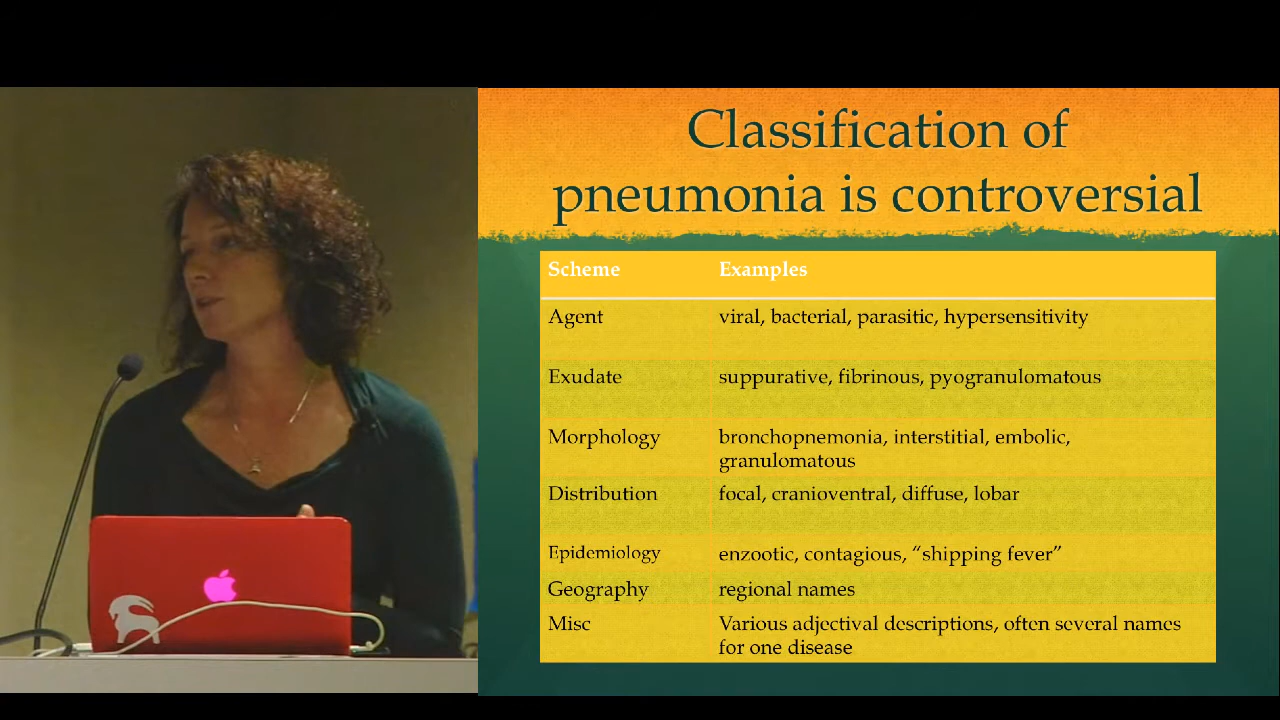 Classification of
pneumonia is controversial
Scheme Examples
Agent viral, bacterial, parasitic, hypersensitivity
Exudate suppurative, fibrinous, pyogranulomatous
Morphology bronchopnemonia, interstitial, embolic,
granulomatous
Distribution focal, cranioventral, diffuse, lobar
Epidemiology enzootic, contagious, “shipping fever”
Geography regional names
Misc Various adjectival descriptions, often several names
for one disease